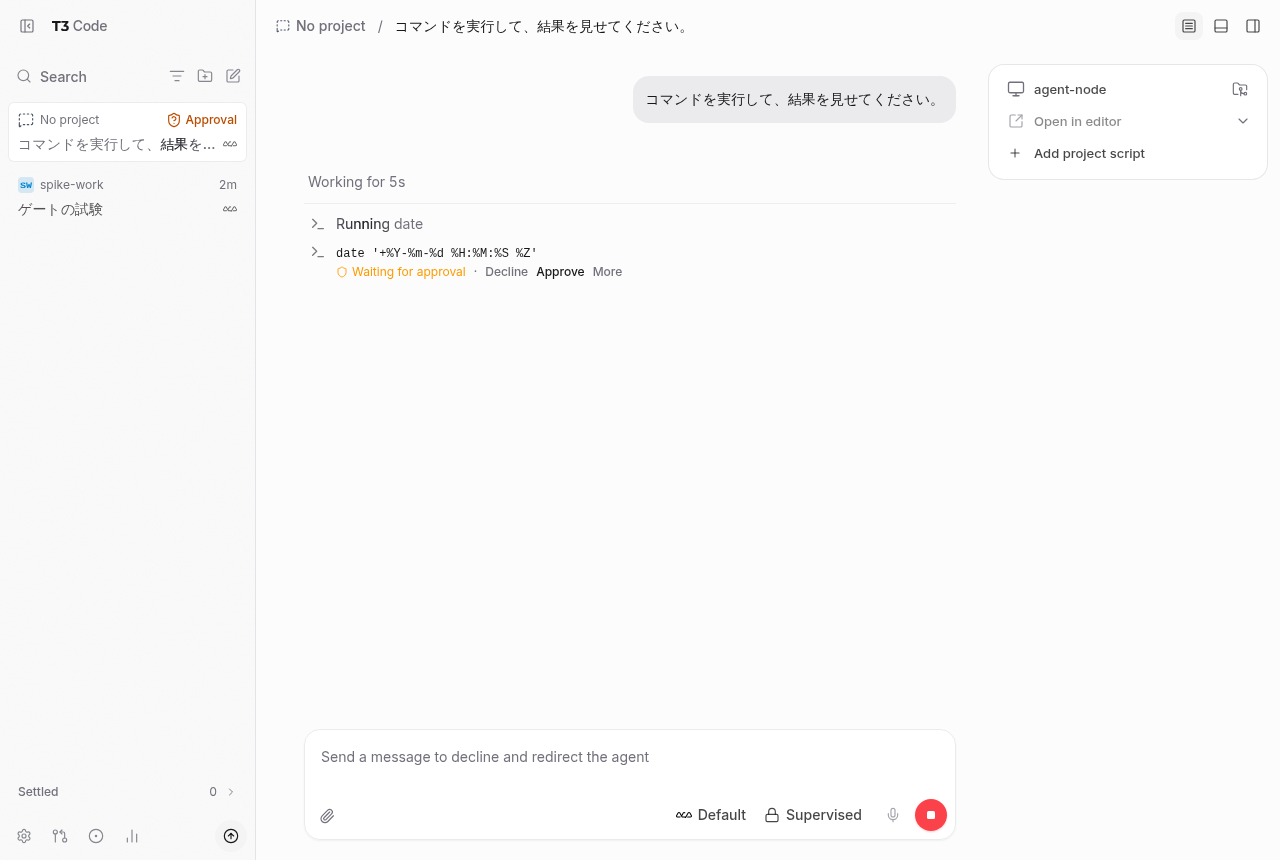 T3 Code
Search
No project Approval
コマンドを実行して、結果を...
SW spike-work 2m
ゲートの試験
Settled 0
No project / コマンドを実行して、結果を見せてください。
コマンドを実行して、結果を見せてください。
Working for 5s
Running date
date '+%Y-%m-%d %H:%M:%S %Z'
Waiting for approval · Decline Approve More
Send a message to decline and redirect the agent
Default Supervised
agent-node
Open in editor
Add project script